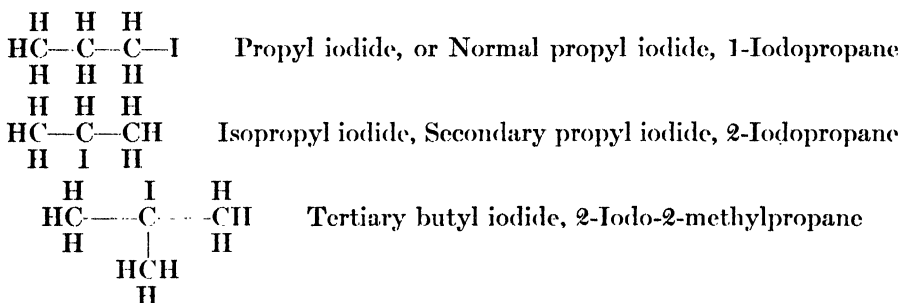 H H H
HC—C—C—I Propyl iodide, or Normal propyl iodide, 1-Iodopropane
H H H
H H H
HC—C—CH Isopropyl iodide, Secondary propyl iodide, 2-Iodopropane
H I H
H I H
HC—C—CH Tertiary butyl iodide, 2-Iodo-2-methylpropane
H H
HCH
H